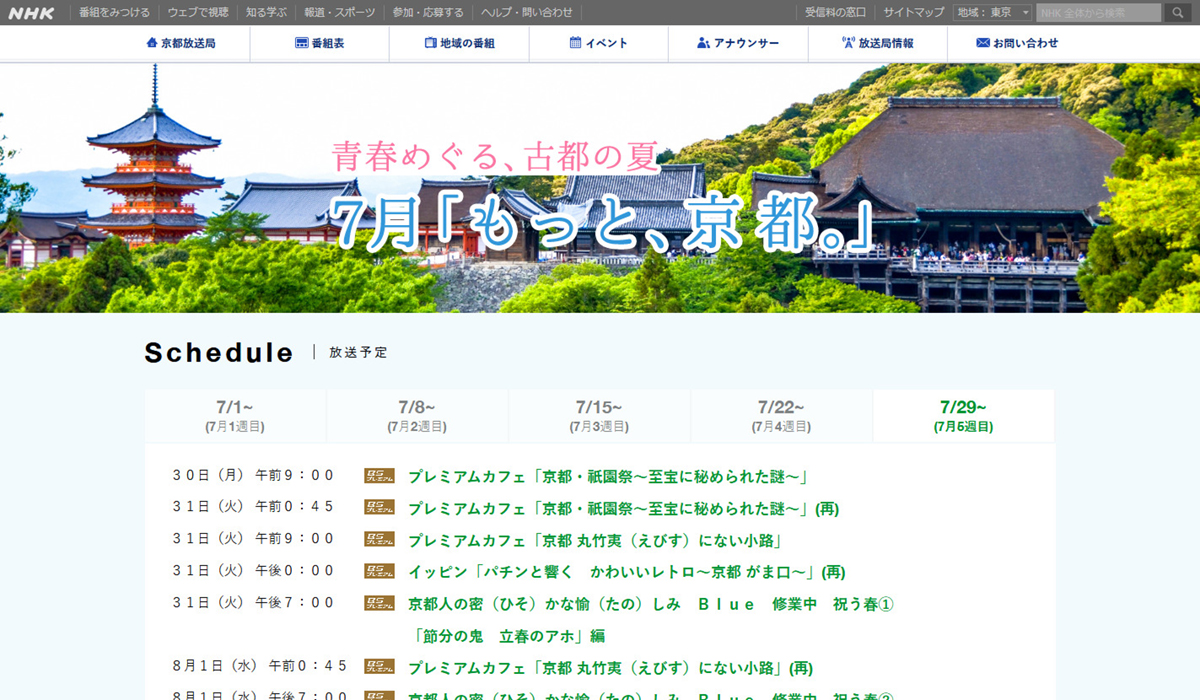 NHK 番組をみつける ウェブで視聴 知る学ぶ 報道・スポーツ 参加・応募する ヘルプ・問い合わせ 受信料の窓口 サイトマップ 地域：東京 NHK 全体から検索
京都放送局 番組表 地域の番組 イベント アナウンサー 放送局情報 お問い合わせ
青春めぐる、古都の夏
7月「もっと、京都。」
Schedule 放送予定
7/1~ 7/8~ 7/15~ 7/22~ 7/29~
(7月1週目) (7月2週目) (7月3週目) (7月4週目) (7月5週目)
30日（月） 午前9：00 BSプレミアム プレミアムカフェ「京都・祇園祭～至宝に秘められた謎～」
31日（火） 午前0：45 BSプレミアム プレミアムカフェ「京都・祇園祭～至宝に秘められた謎～」(再)
31日（火） 午前9：00 BSプレミアム プレミアムカフェ「京都 丸竹夷（えびす）にない小路」
31日（火） 午後0：00 BSプレミアム イッピン「パチンと響く　かわいいレトロ～京都 がま口～」(再)
31日（火） 午後7：00 BSプレミアム 京都人の密（ひそ）かな愉（たの）しみ　Ｂｌｕｅ　修業中　祝う春①
「節分の鬼　立春のアホ」編
8月1日（水） 午前0：45 BSプレミアム プレミアムカフェ「京都 丸竹夷（えびす）にない小路」(再)
8月1日（水） 午後7：00 京都人の密（ひそ）かな愉（たの）しみ　Ｂｌｕｅ　修業中　祝う春②